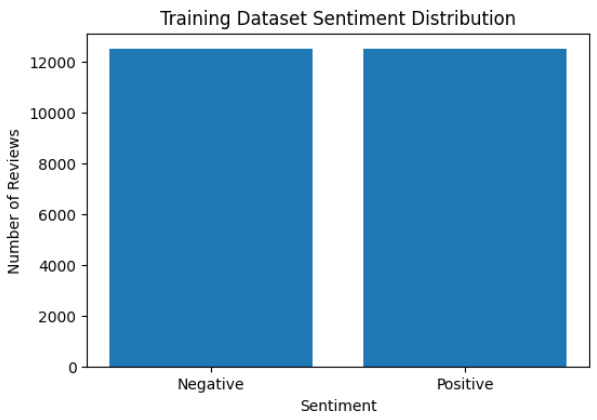 Training Dataset Sentiment Distribution
12000
10000
8000
6000
4000
2000
0
Number of Reviews
Negative Positive
Sentiment